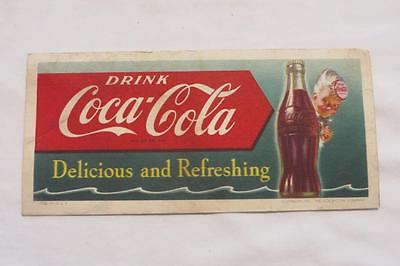 DRINK
Coca-Cola
Delicious and Refreshing